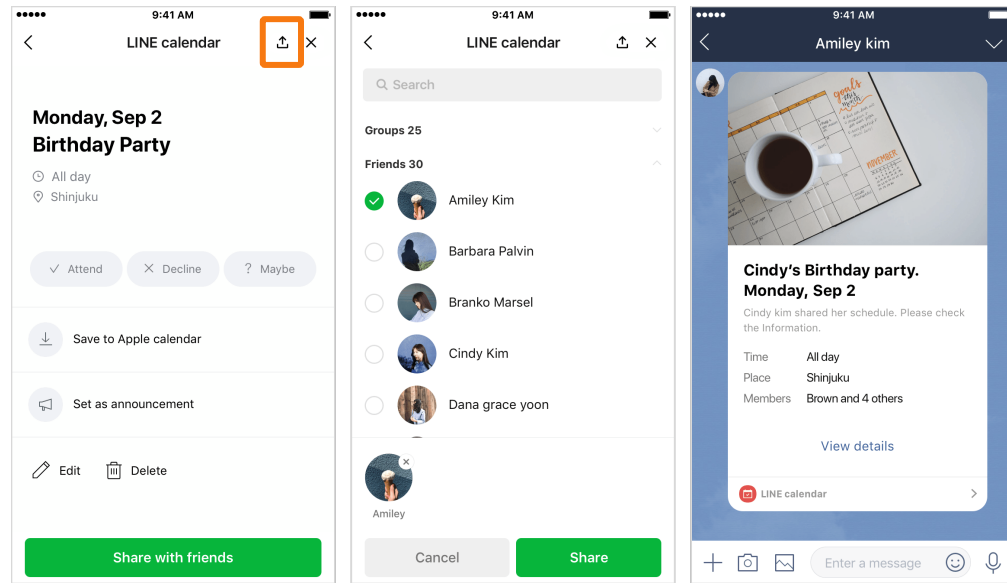 9:41 AM
LINE calendar
Monday, Sep 2
Birthday Party
All day
Shinjuku
Attend
Decline
? Maybe
Save to Apple calendar
Set as announcement
Edit
Delete
Share with friends
9:41 AM
LINE calendar
Search
Groups 25
Friends 30
Amiley Kim
Barbara Palvin
Branko Marsel
Cindy Kim
Dana grace yoon
Amiley
Cancel
Share
9:41 AM
Amiley kim
goals
NOVEMBER
Cindy's Birthday party.
Monday, Sep 2
Cindy kim shared her schedule. Please check
the Information.
Time All day
Place Shinjuku
Members Brown and 4 others
View details
LINE calendar
Enter a message